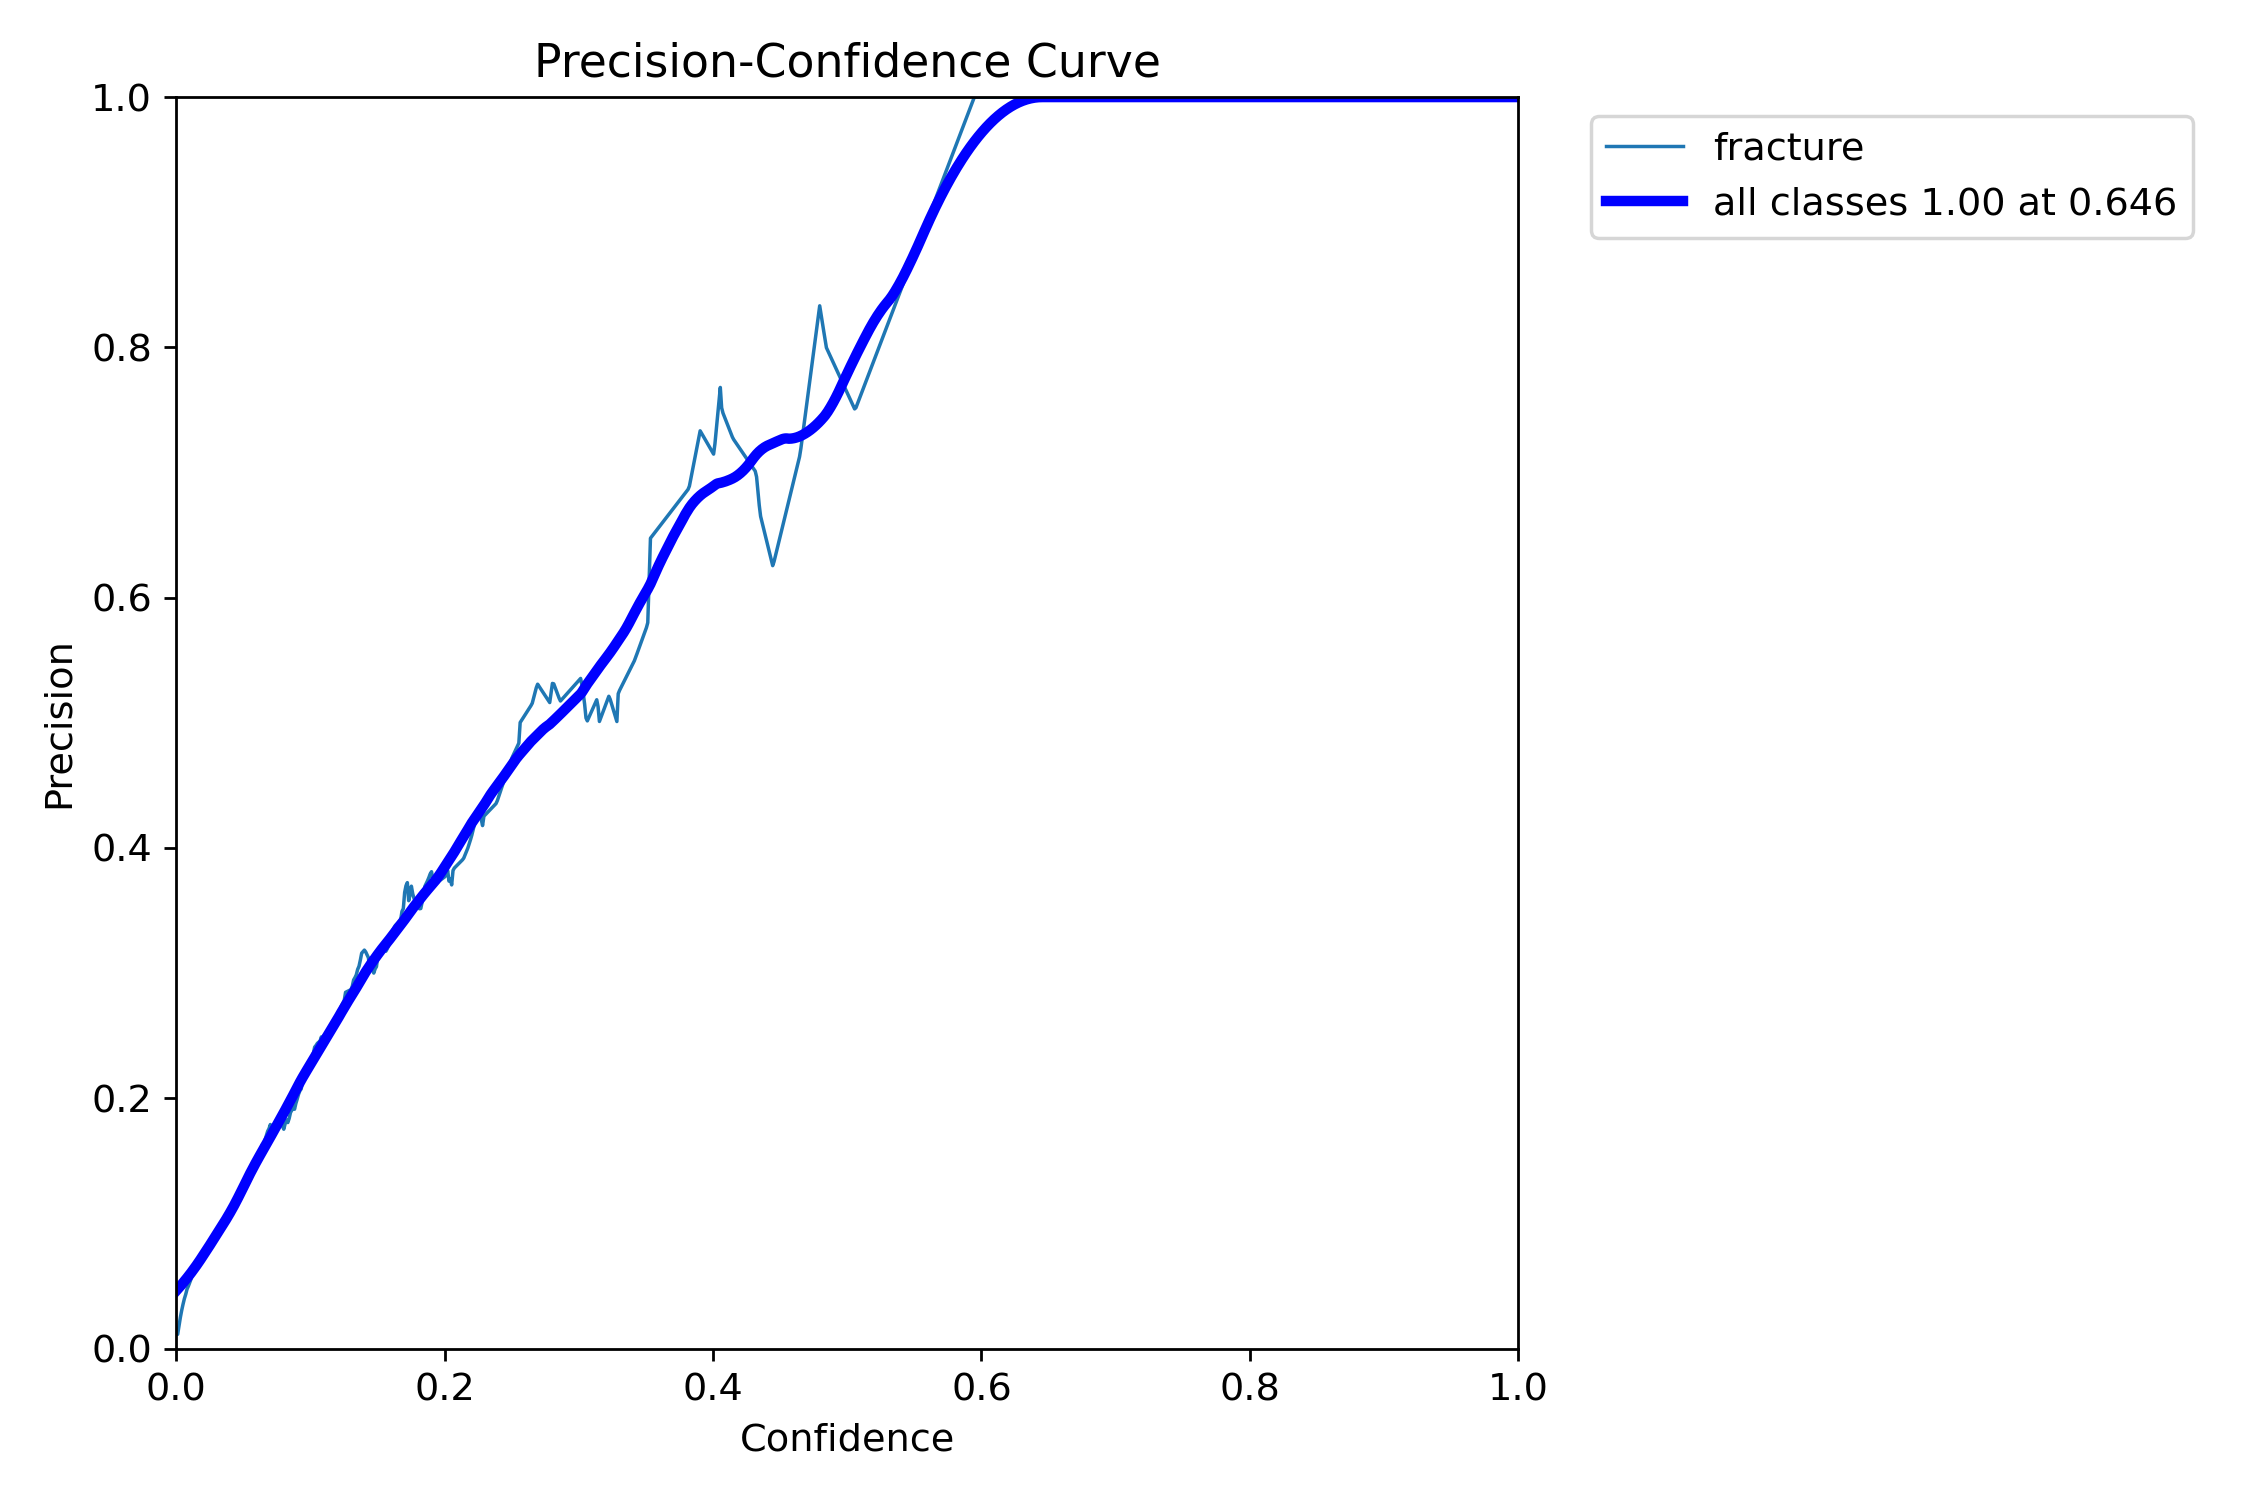 Precision-Confidence Curve
1.0
0.8
0.6
0.4
0.2
0.0
Precision
0.0 0.2 0.4 0.6 0.8 1.0
Confidence
fracture
all classes 1.00 at 0.646